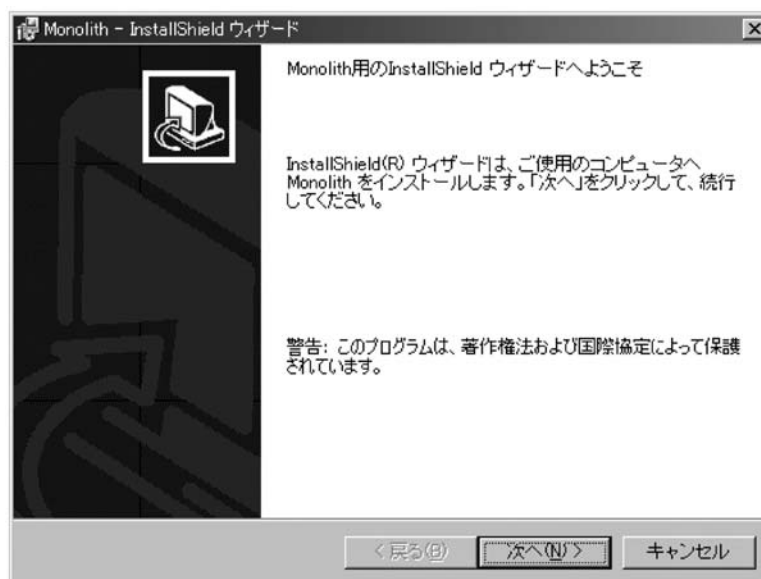 Monolith - InstallShield ウィザード
Monolith用のInstallShield ウィザードへようこそ
InstallShield(R) ウィザードは、ご使用のコンピュータへ
Monolith をインストールします。「次へ」をクリックして、続行
してください。
警告: このプログラムは、著作権法および国際協定によって保護
されています。
< 戻る(B)
次へ(N) >
キャンセル